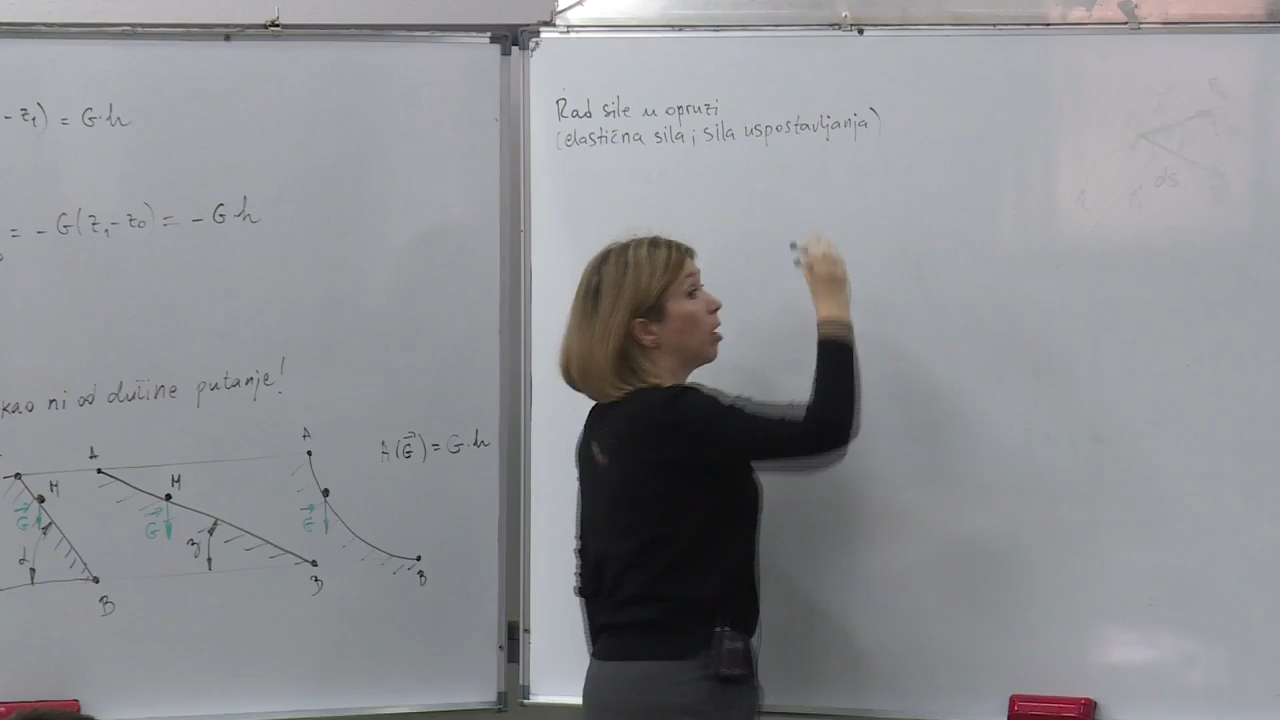 - z₁) = G·h
= - G(z₁ - z₀) = - G·h
kao ni od dužine putanje!
A
A
A(G⃗) = G·h
M
M
G⃗
G⃗
G⃗
α
B
B
B
Rad sile u opruzi
(elastična sila; sila uspostavljanja)
ds